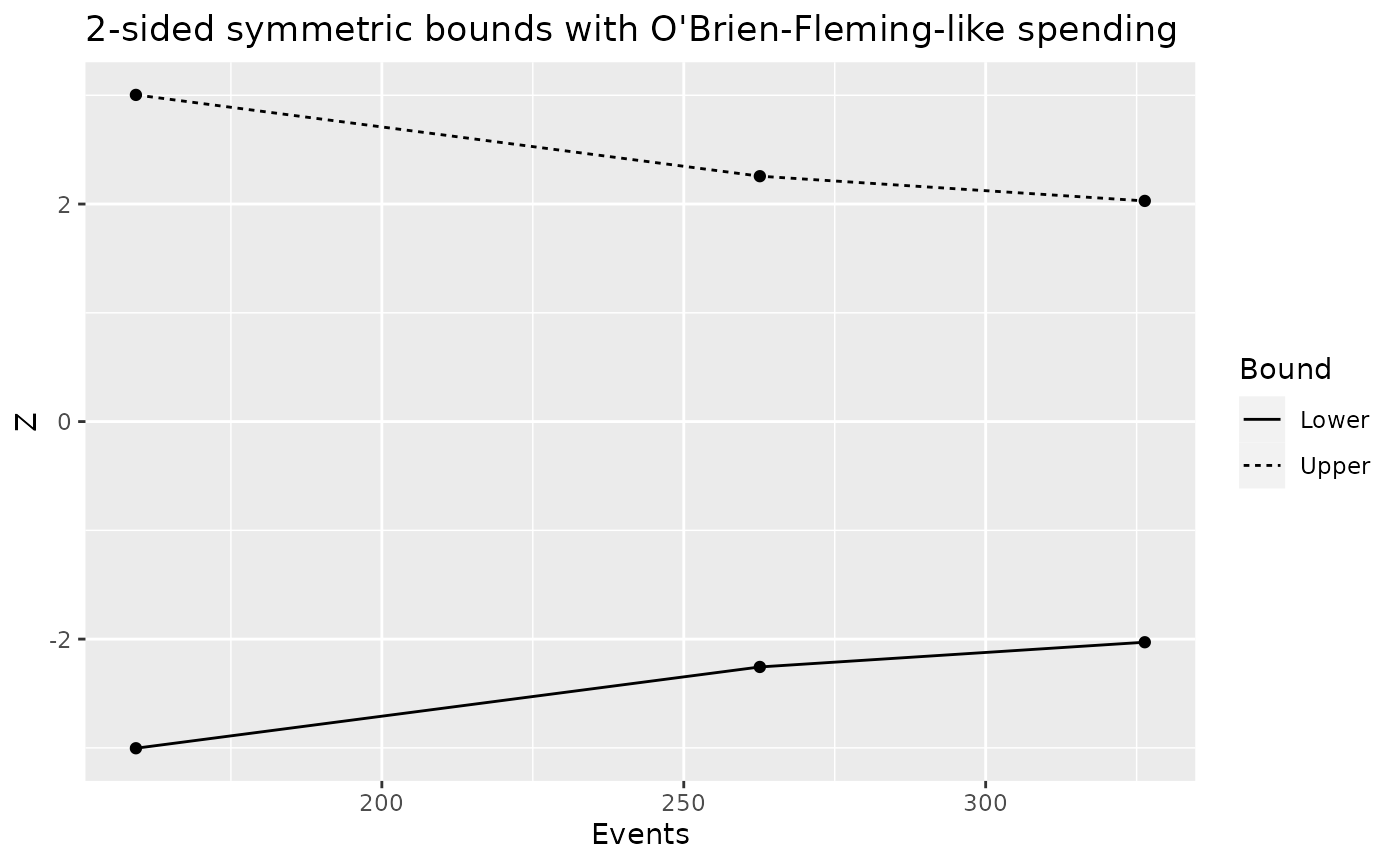 2-sided symmetric bounds with O'Brien-Fleming-like spending
2
0
-2
Z
200
250
300
Events
Bound
Lower
Upper